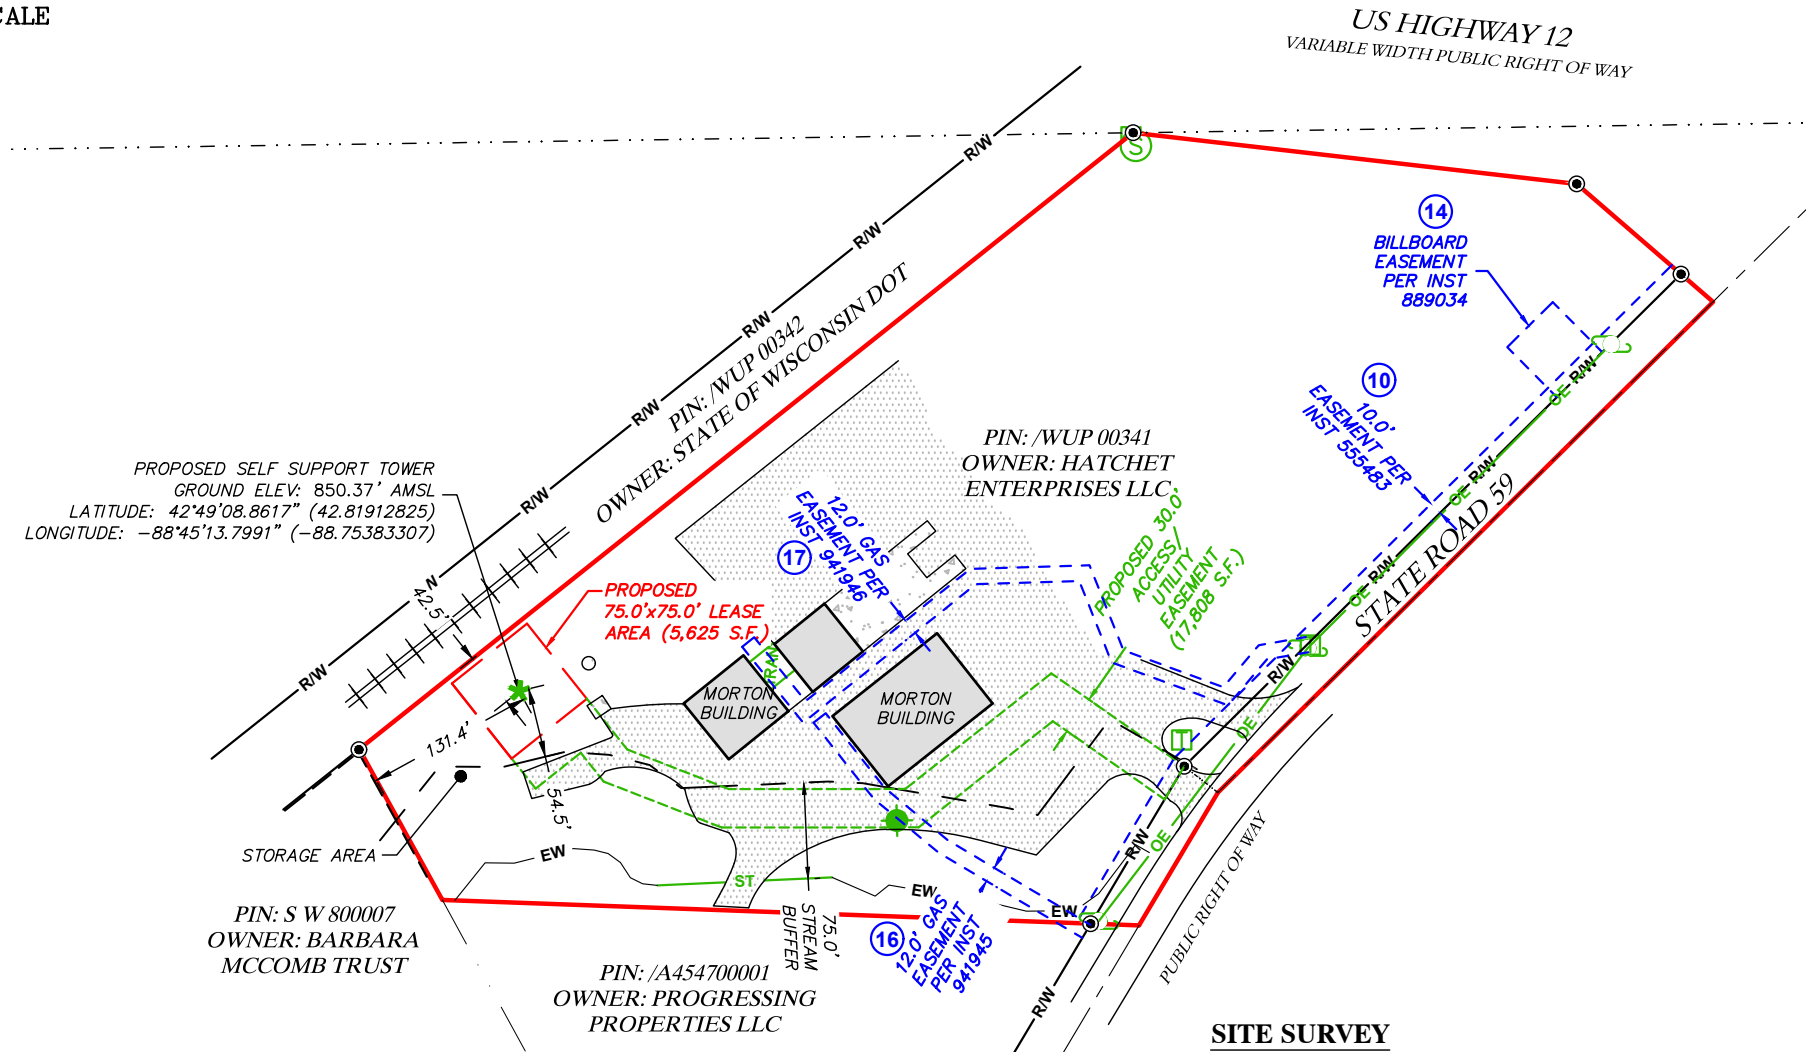 CALE
US HIGHWAY 12
VARIABLE WIDTH PUBLIC RIGHT OF WAY
R/W
S
14
BILLBOARD
EASEMENT
PER INST
889034
R/W
R/W
PIN: /WUP 00342
OWNER: STATE OF WISCONSIN DOT
R/W
R/W
OE
R/W
10
10.0'
EASEMENT PER
INST 555483
PIN: /WUP 00341
OWNER: HATCHET
ENTERPRISES LLC
PROPOSED SELF SUPPORT TOWER
GROUND ELEV: 850.37' AMSL
LATITUDE: 42°49'08.8617" (42.81912825)
LONGITUDE: -88°45'13.7991" (-88.75383307)
R/W
OE
R/W
STATE ROAD 59
17
12.0' GAS
EASEMENT PER
INST 941946
PROPOSED 30.0'
ACCESS/
UTILITY
EASEMENT
(17,808 S.F.)
42.5'
PROPOSED
75.0'x75.0' LEASE
AREA (5,625 S.F.)
OE
R/W
R/W
R/W
TRAN
MORTON
BUILDING
MORTON
BUILDING
131.4'
T
OE
54.5'
STORAGE AREA
EW
R/W
OE
ST
EW
EW
75.0'
STREAM
BUFFER
16
12.0' GAS
EASEMENT
PER INST
941945
PUBLIC RIGHT OF WAY
PIN: S W 800007
OWNER: BARBARA
MCCOMB TRUST
PIN: /A454700001
OWNER: PROGRESSING
PROPERTIES LLC
R/W
SITE SURVEY